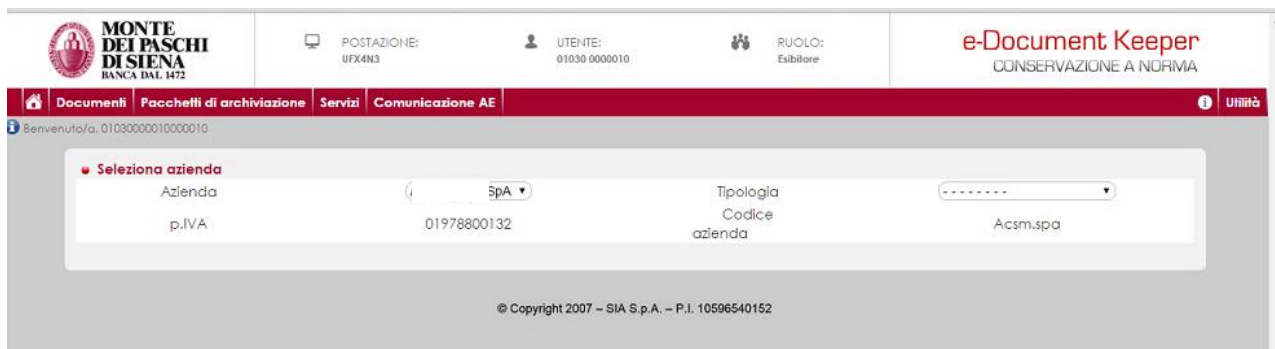 MONTE
DEI PASCHI
DI SIENA
BANCA DAL 1472
POSTAZIONE:
UFX4N3
UTENTE:
01030 0000010
RUOLO:
Esibitore
e-Document Keeper
CONSERVAZIONE A NORMA
Documenti Pacchetti di archiviazione Servizi Comunicazione AE Utilità
Benvenuto/a. 01030000010000010
Seleziona azienda
Azienda SpA Tipologia - - - - - - - -
p.IVA 01978800132 Codice azienda Acsm.spa
© Copyright 2007 – SIA S.p.A. – P.I. 10596540152